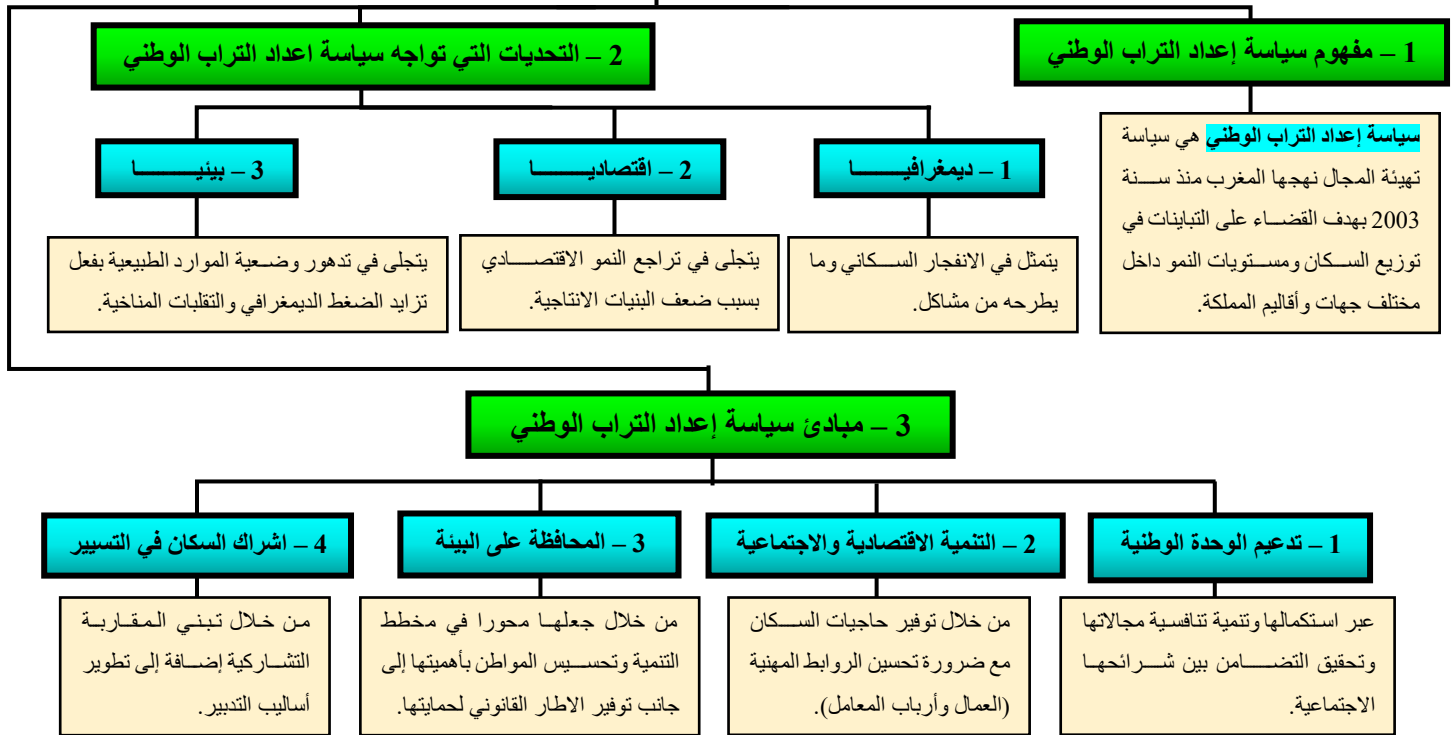 1 – مفهوم سياسة إعداد التراب الوطني
سياسة إعداد التراب الوطني هي سياسة
تهيئة المجال نهجها المغرب منذ سنة
2003 بهدف القضاء على التباينات في
توزيع السكان ومستويات النمو داخل
مختلف جهات وأقاليم المملكة.
2 – التحديات التي تواجه سياسة اعداد التراب الوطني
1 – ديمغرافيا
يتمثل في الانفجار السكاني وما
يطرحه من مشاكل.
2 – اقتصاديا
يتجلى في تراجع النمو الاقتصادي
بسبب ضعف البنيات الانتاجية.
3 – بيئيا
يتجلى في تدهور وضعية الموارد الطبيعية بفعل
تزايد الضغط الديمغرافي والتقلبات المناخية.
3 – مبادئ سياسة إعداد التراب الوطني
1 – تدعيم الوحدة الوطنية
عبر استكمالها وتنمية تنافسية مجالاتها
وتحقيق التضامن بين شرائحها
الاجتماعية.
2 – التنمية الاقتصادية والاجتماعية
من خلال توفير حاجيات السكان
مع ضرورة تحسين الروابط المهنية
(العمال وأرباب المعامل).
3 – المحافظة على البيئة
من خلال جعلها محورا في مخطط
التنمية وتحسيس المواطن بأهميتها إلى
جانب توفير الاطار القانوني لحمايتها.
4 – اشراك السكان في التسيير
من خلال تبني المقاربة
التشاركية إضافة إلى تطوير
أساليب التدبير.